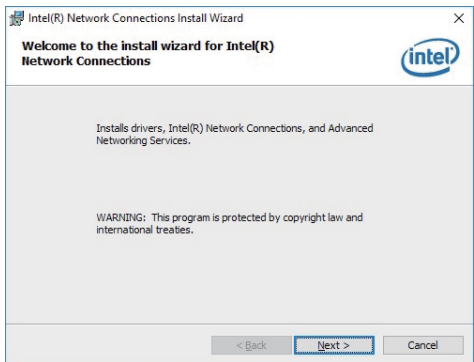 Intel(R) Network Connections Install Wizard
Welcome to the install wizard for Intel(R)
Network Connections
intel
Installs drivers, Intel(R) Network Connections, and Advanced
Networking Services.
WARNING: This program is protected by copyright law and
international treaties.
< Back
Next >
Cancel